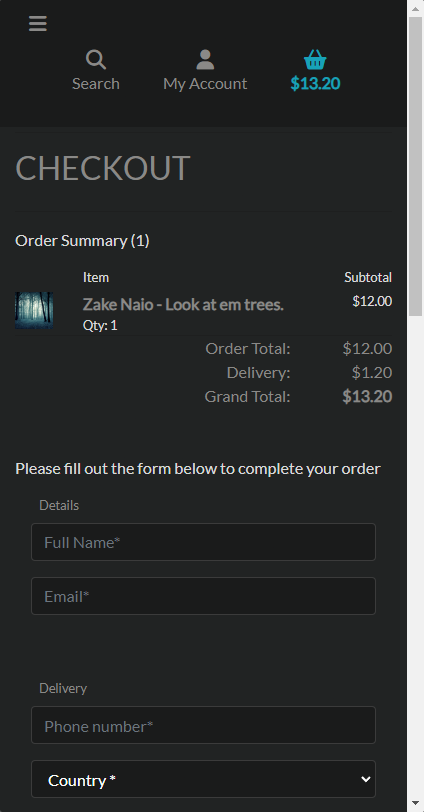 Search
My Account
$13.20
CHECKOUT
Order Summary (1)
Item Subtotal
Zake Naio - Look at em trees. $12.00
Qty: 1
Order Total: $12.00
Delivery: $1.20
Grand Total: $13.20
Please fill out the form below to complete your order
Details
Full Name*
Email*
Delivery
Phone number*
Country *